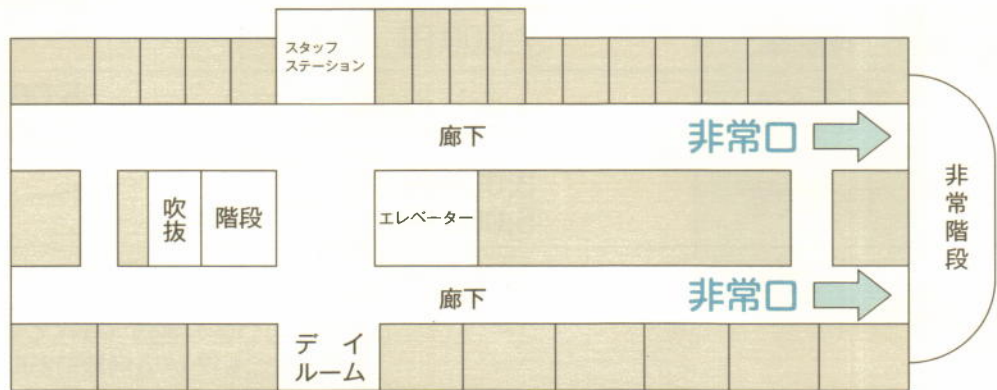 スタッフ
ステーション
廊下
非常口
吹抜
階段
エレベーター
非常階段
廊下
非常口
デイ
ルーム